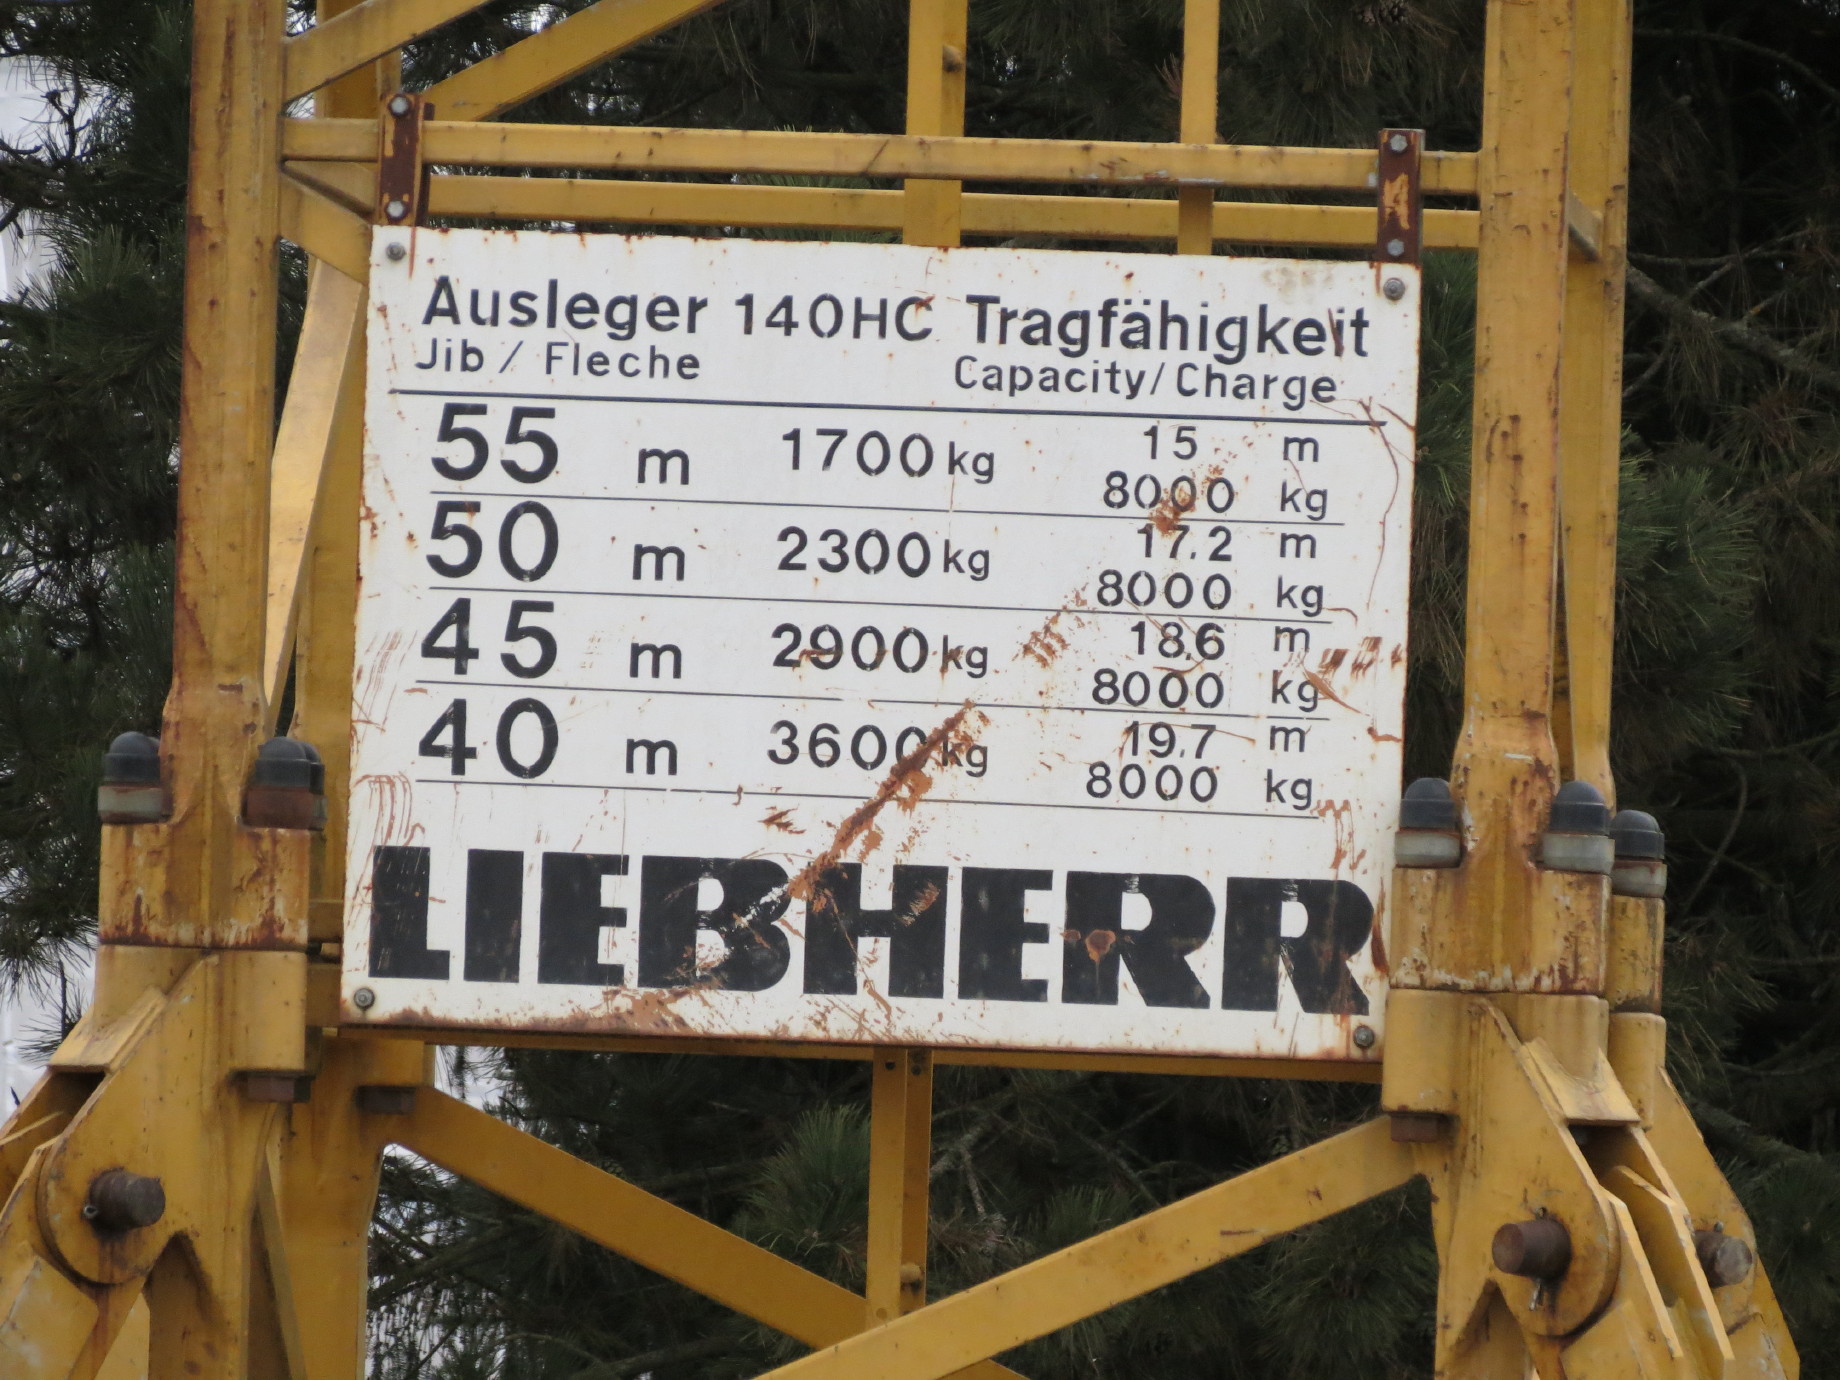 Ausleger 140HC Tragfähigkeit
Jib / Fleche Capacity/Charge
55 m 1700 kg 15 m
8000 kg
50 m 2300 kg 17.2 m
8000 kg
45 m 2900 kg 18.6 m
8000 kg
40 m 3600 kg 19.7 m
8000 kg
LIEBHERR